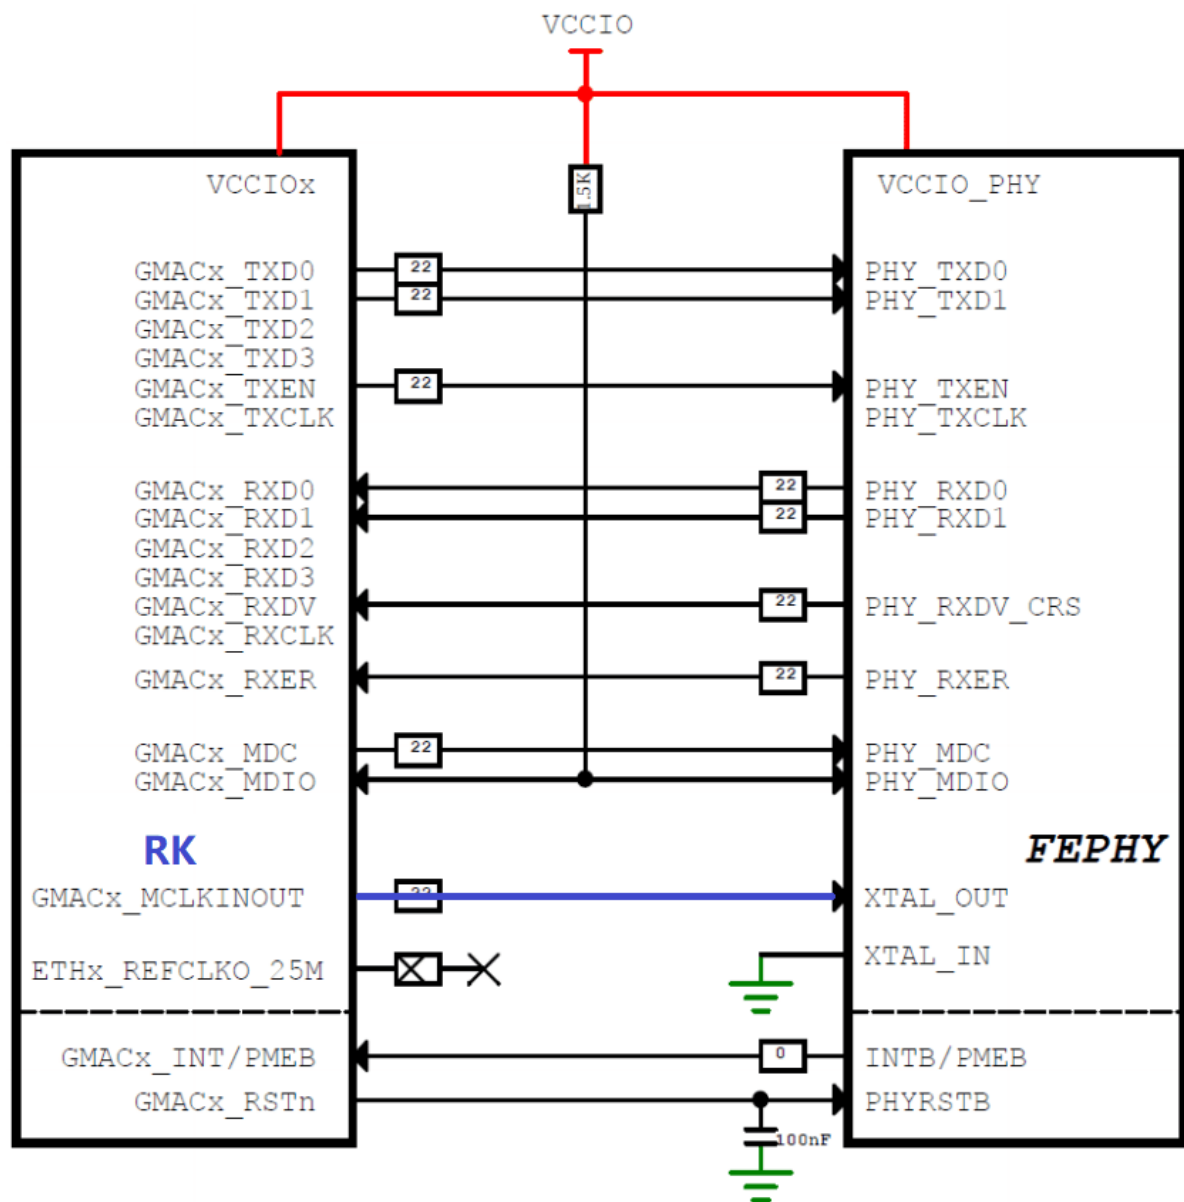 VCCIO
VCCIOx
1.5K
VCCIO_PHY
GMACx_TXD0
22
PHY_TXD0
GMACx_TXD1
22
PHY_TXD1
GMACx_TXD2
GMACx_TXD3
GMACx_TXEN
22
PHY_TXEN
GMACx_TXCLK
PHY_TXCLK
GMACx_RXD0
22
PHY_RXD0
GMACx_RXD1
22
PHY_RXD1
GMACx_RXD2
GMACx_RXD3
GMACx_RXDV
22
PHY_RXDV_CRS
GMACx_RXCLK
GMACx_RXER
22
PHY_RXER
GMACx_MDC
22
PHY_MDC
GMACx_MDIO
PHY_MDIO
RK
FEPHY
GMACx_MCLKINOUT
22
XTAL_OUT
XTAL_IN
ETHx_REFCLKO_25M
GMACx_INT/PMEB
0
INTB/PMEB
GMACx_RSTn
PHYRSTB
100nF